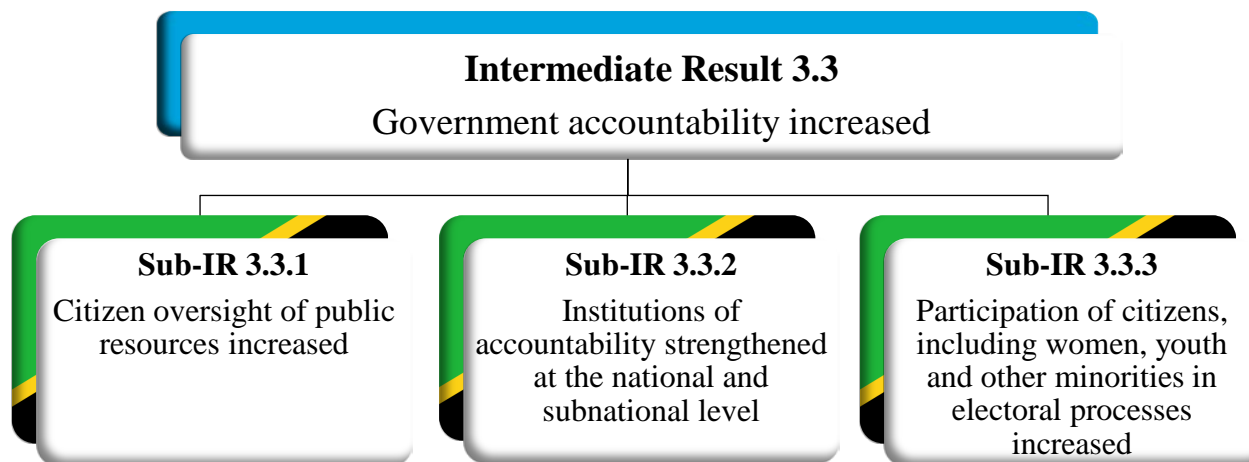 Intermediate Result 3.3
Government accountability increased
Sub-IR 3.3.1
Citizen oversight of public
resources increased
Sub-IR 3.3.2
Institutions of
accountability strengthened
at the national and
subnational level
Sub-IR 3.3.3
Participation of citizens,
including women, youth
and other minorities in
electoral processes
increased